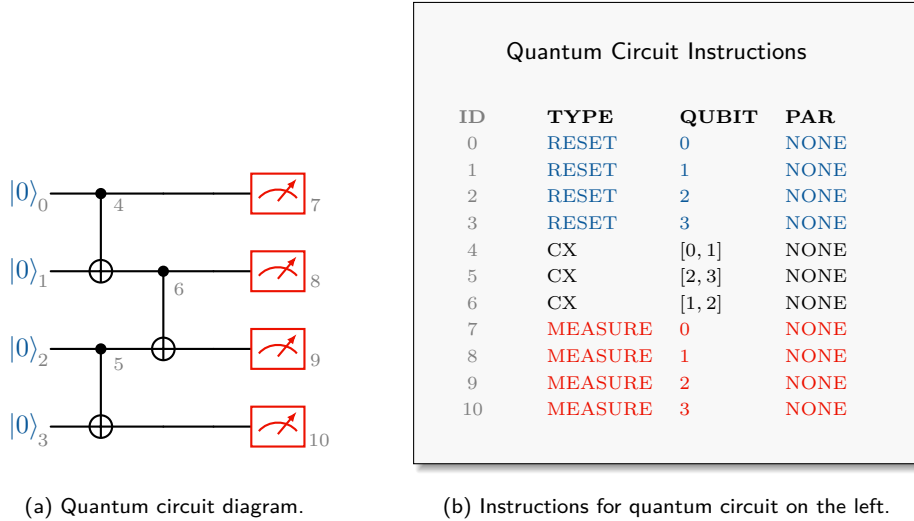 |0⟩0 4 7
|0⟩1 6 8
|0⟩2 5 9
|0⟩3 10
(a) Quantum circuit diagram.
Quantum Circuit Instructions
ID TYPE QUBIT PAR
0 RESET 0 NONE
1 RESET 1 NONE
2 RESET 2 NONE
3 RESET 3 NONE
4 CX [0, 1] NONE
5 CX [2, 3] NONE
6 CX [1, 2] NONE
7 MEASURE 0 NONE
8 MEASURE 1 NONE
9 MEASURE 2 NONE
10 MEASURE 3 NONE
(b) Instructions for quantum circuit on the left.